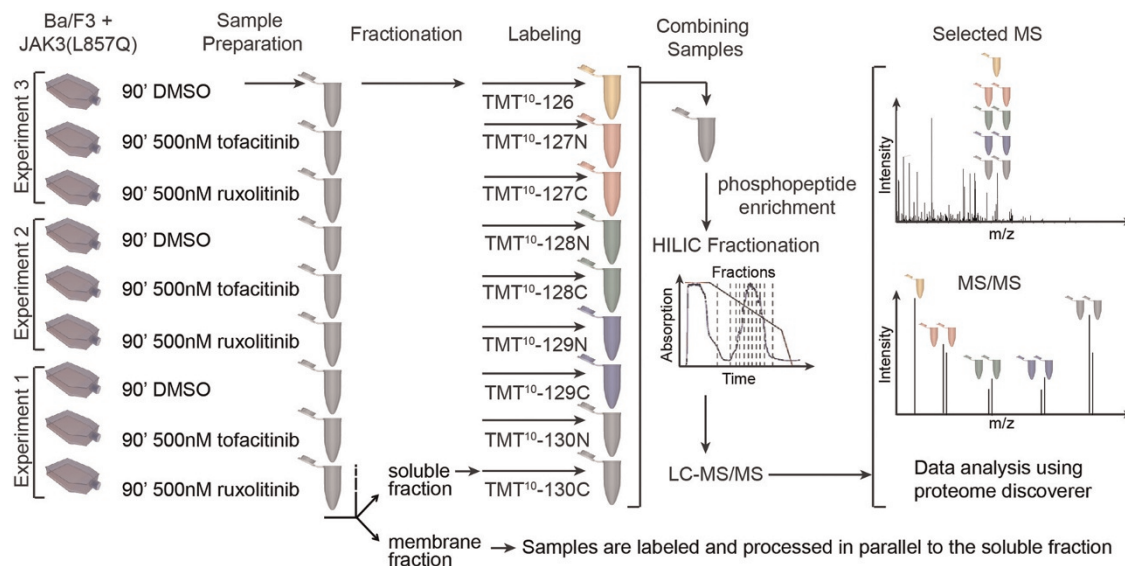 Ba/F3 +
JAK3(L857Q)
Sample
Preparation
Fractionation
Labeling
Combining
Samples
Selected MS
Experiment 3
90’ DMSO
90’ 500nM tofacitinib
90’ 500nM ruxolitinib
Experiment 2
90’ DMSO
90’ 500nM tofacitinib
90’ 500nM ruxolitinib
Experiment 1
90’ DMSO
90’ 500nM tofacitinib
90’ 500nM ruxolitinib
TMT¹⁰-126
TMT¹⁰-127N
TMT¹⁰-127C
TMT¹⁰-128N
TMT¹⁰-128C
TMT¹⁰-129N
TMT¹⁰-129C
TMT¹⁰-130N
TMT¹⁰-130C
soluble
fraction
membrane
fraction
Samples are labeled and processed in parallel to the soluble fraction
phosphopeptide
enrichment
HILIC Fractionation
Fractions
Absorption
Time
LC-MS/MS
Intensity
m/z
MS/MS
Intensity
m/z
Data analysis using
proteome discoverer